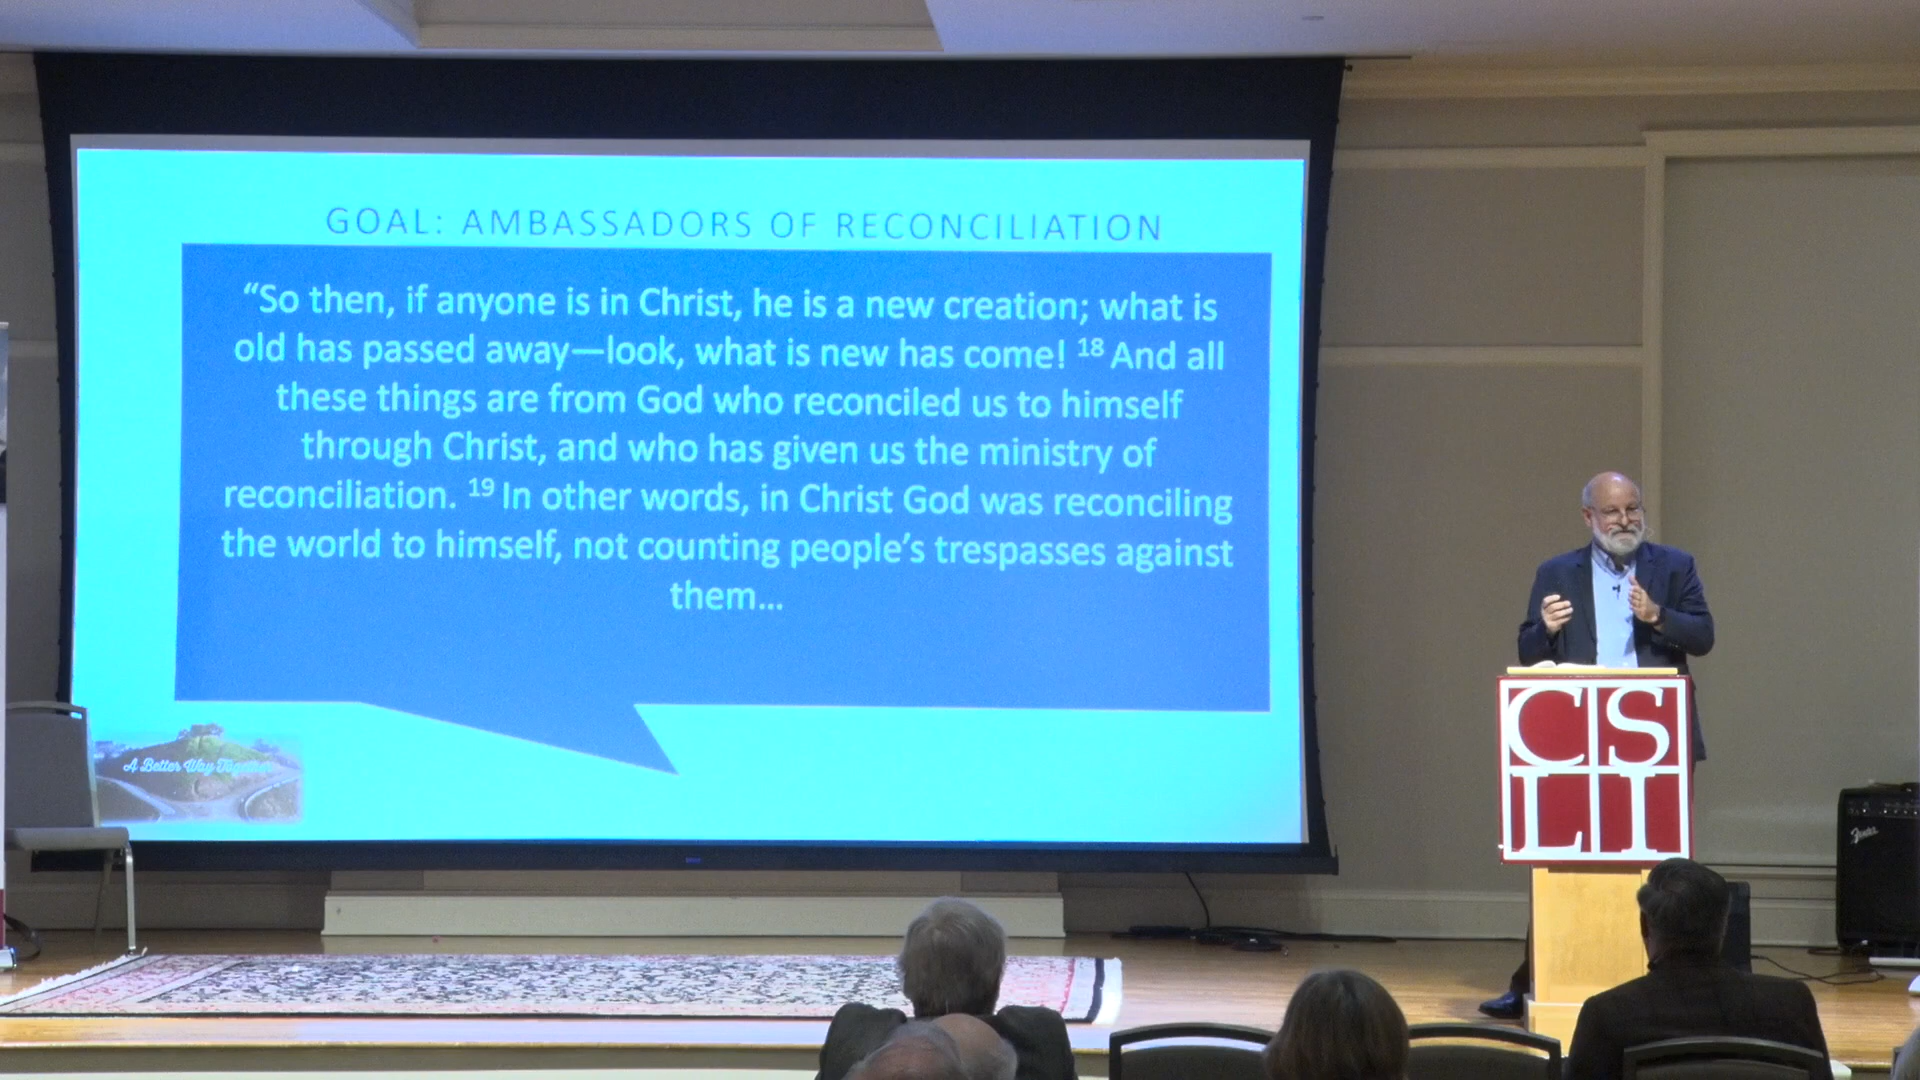 GOAL: AMBASSADORS OF RECONCILIATION
“So then, if anyone is in Christ, he is a new creation; what is
old has passed away—look, what is new has come! 18 And all
these things are from God who reconciled us to himself
through Christ, and who has given us the ministry of
reconciliation. 19 In other words, in Christ God was reconciling
the world to himself, not counting people’s trespasses against
them...
A Better Way Together
CS
LI
Fender